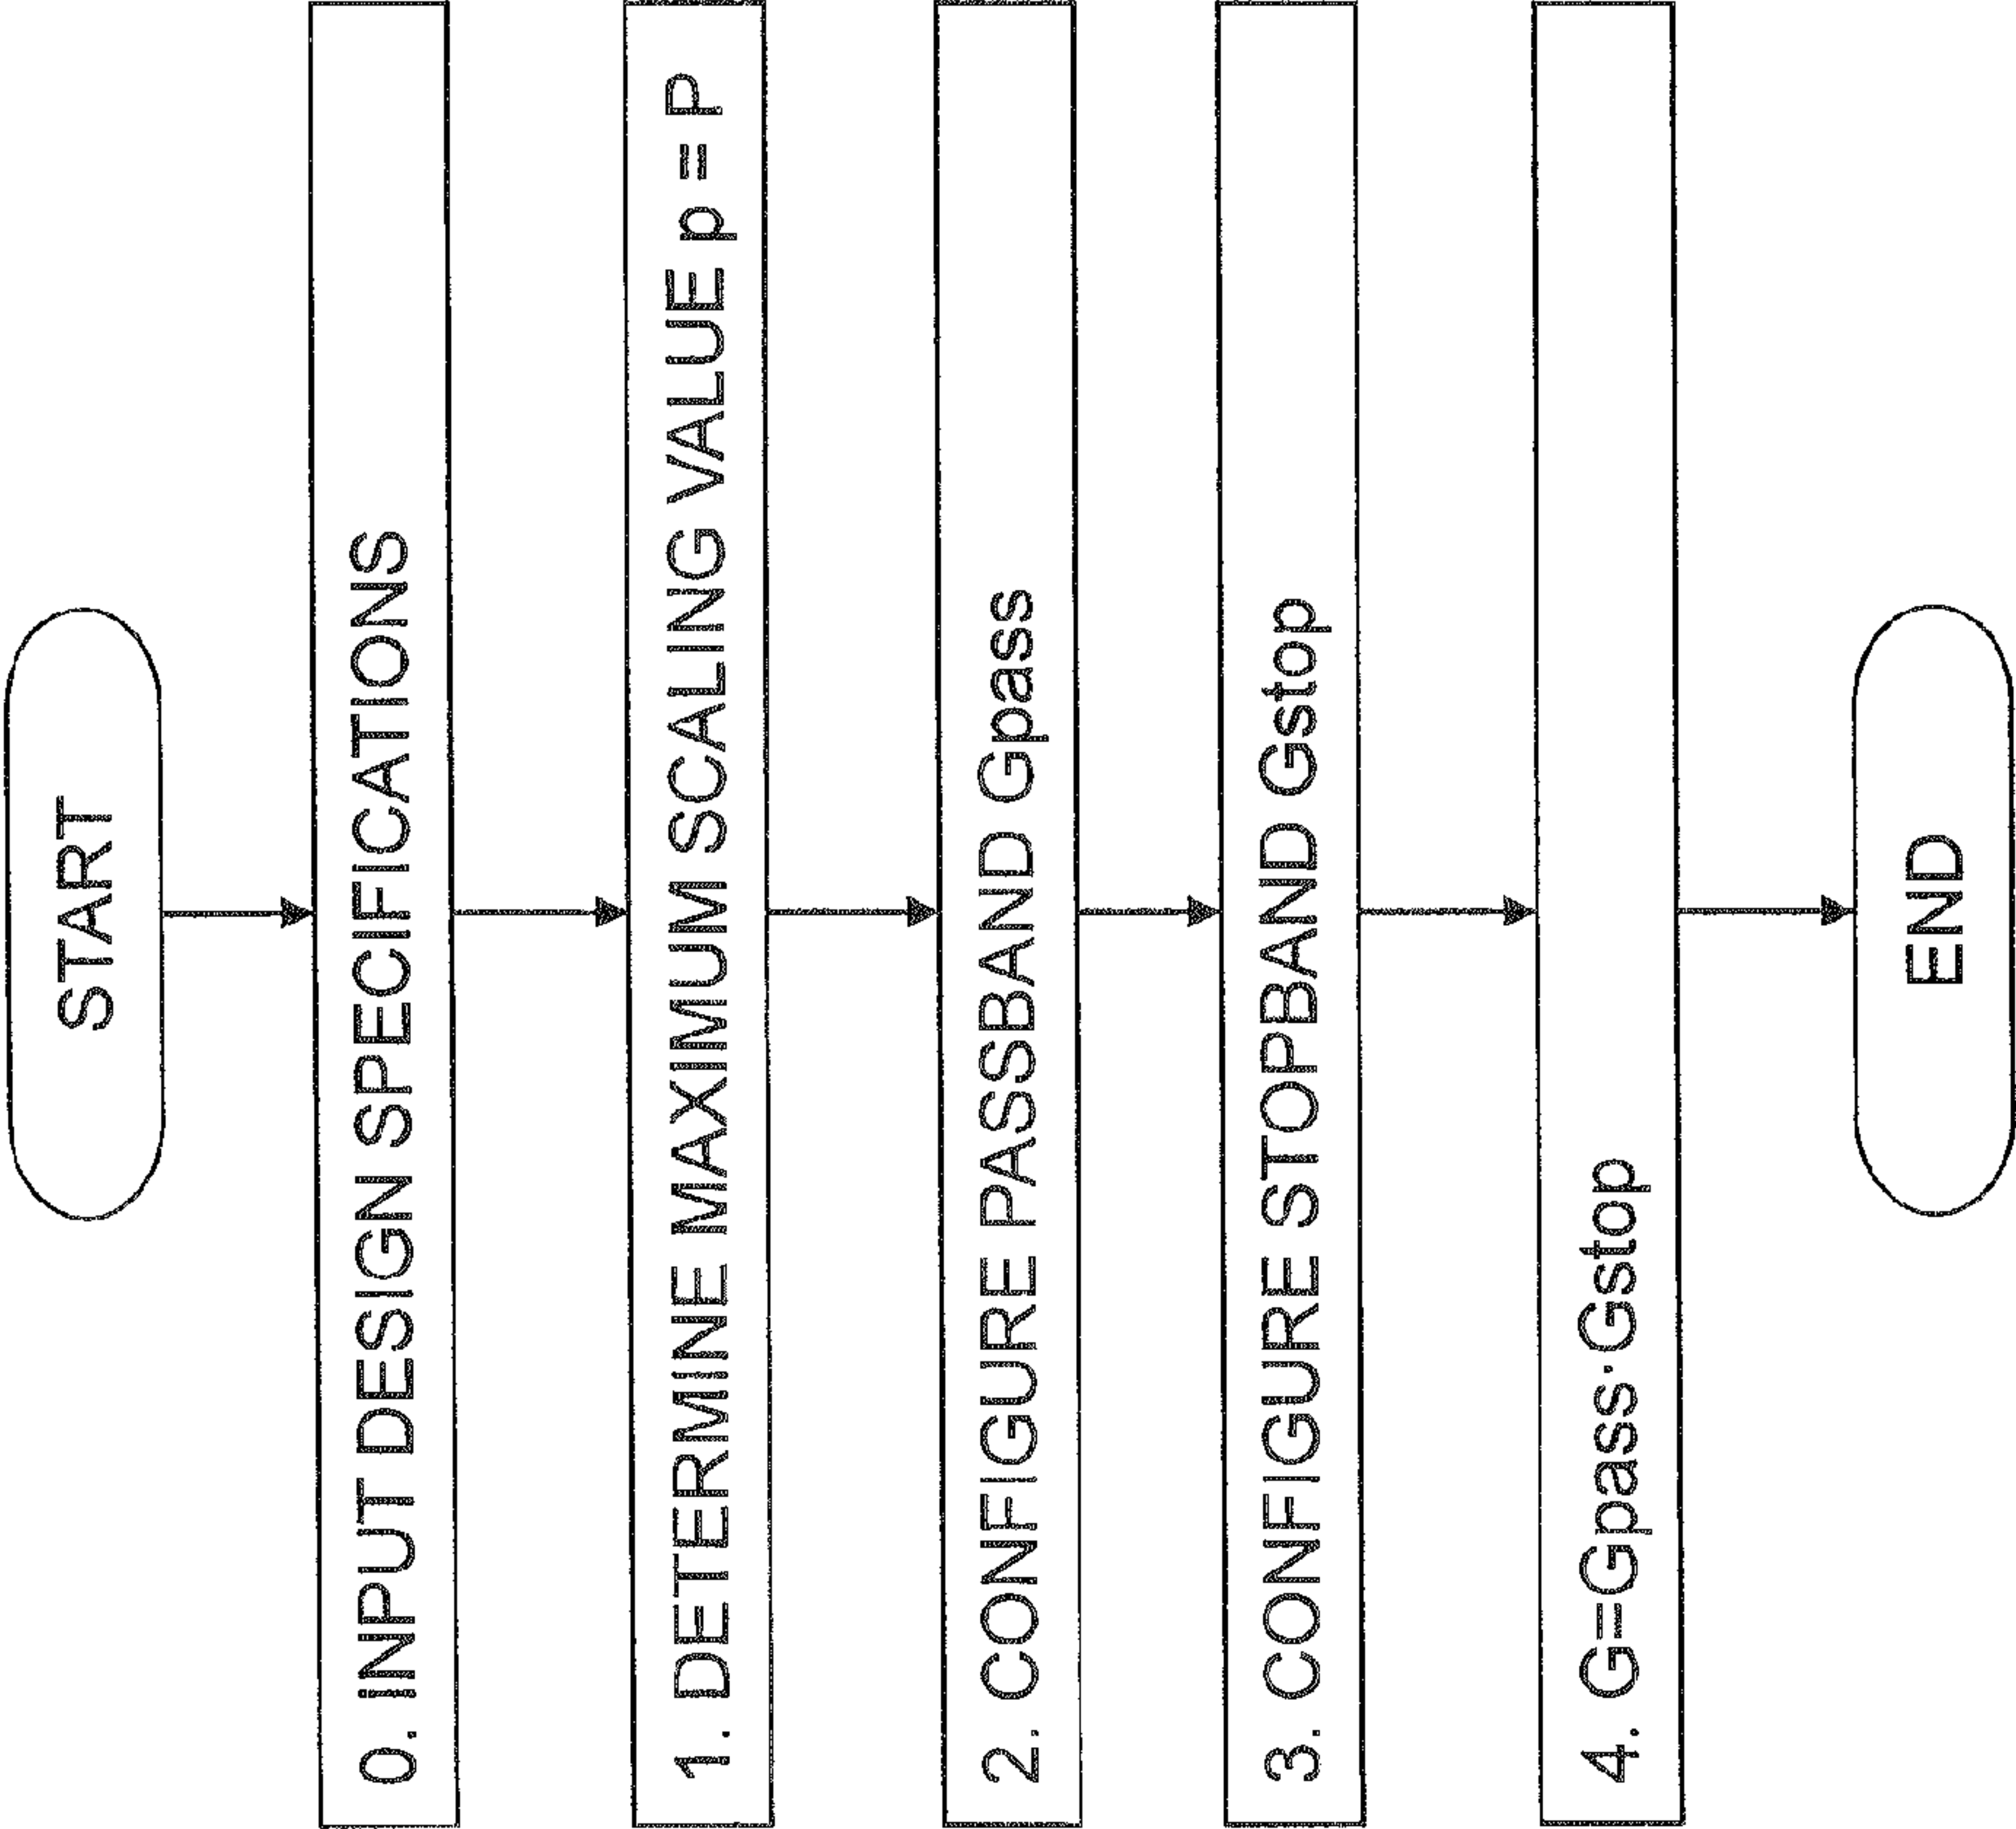 START
0. INPUT DESIGN SPECIFICATIONS
1. DETERMINE MAXIMUM SCALING VALUE p = P
2. CONFIGURE PASSBAND Gpass
3. CONFIGURE STOPBAND Gstop
4. G=Gpass·Gstop
END